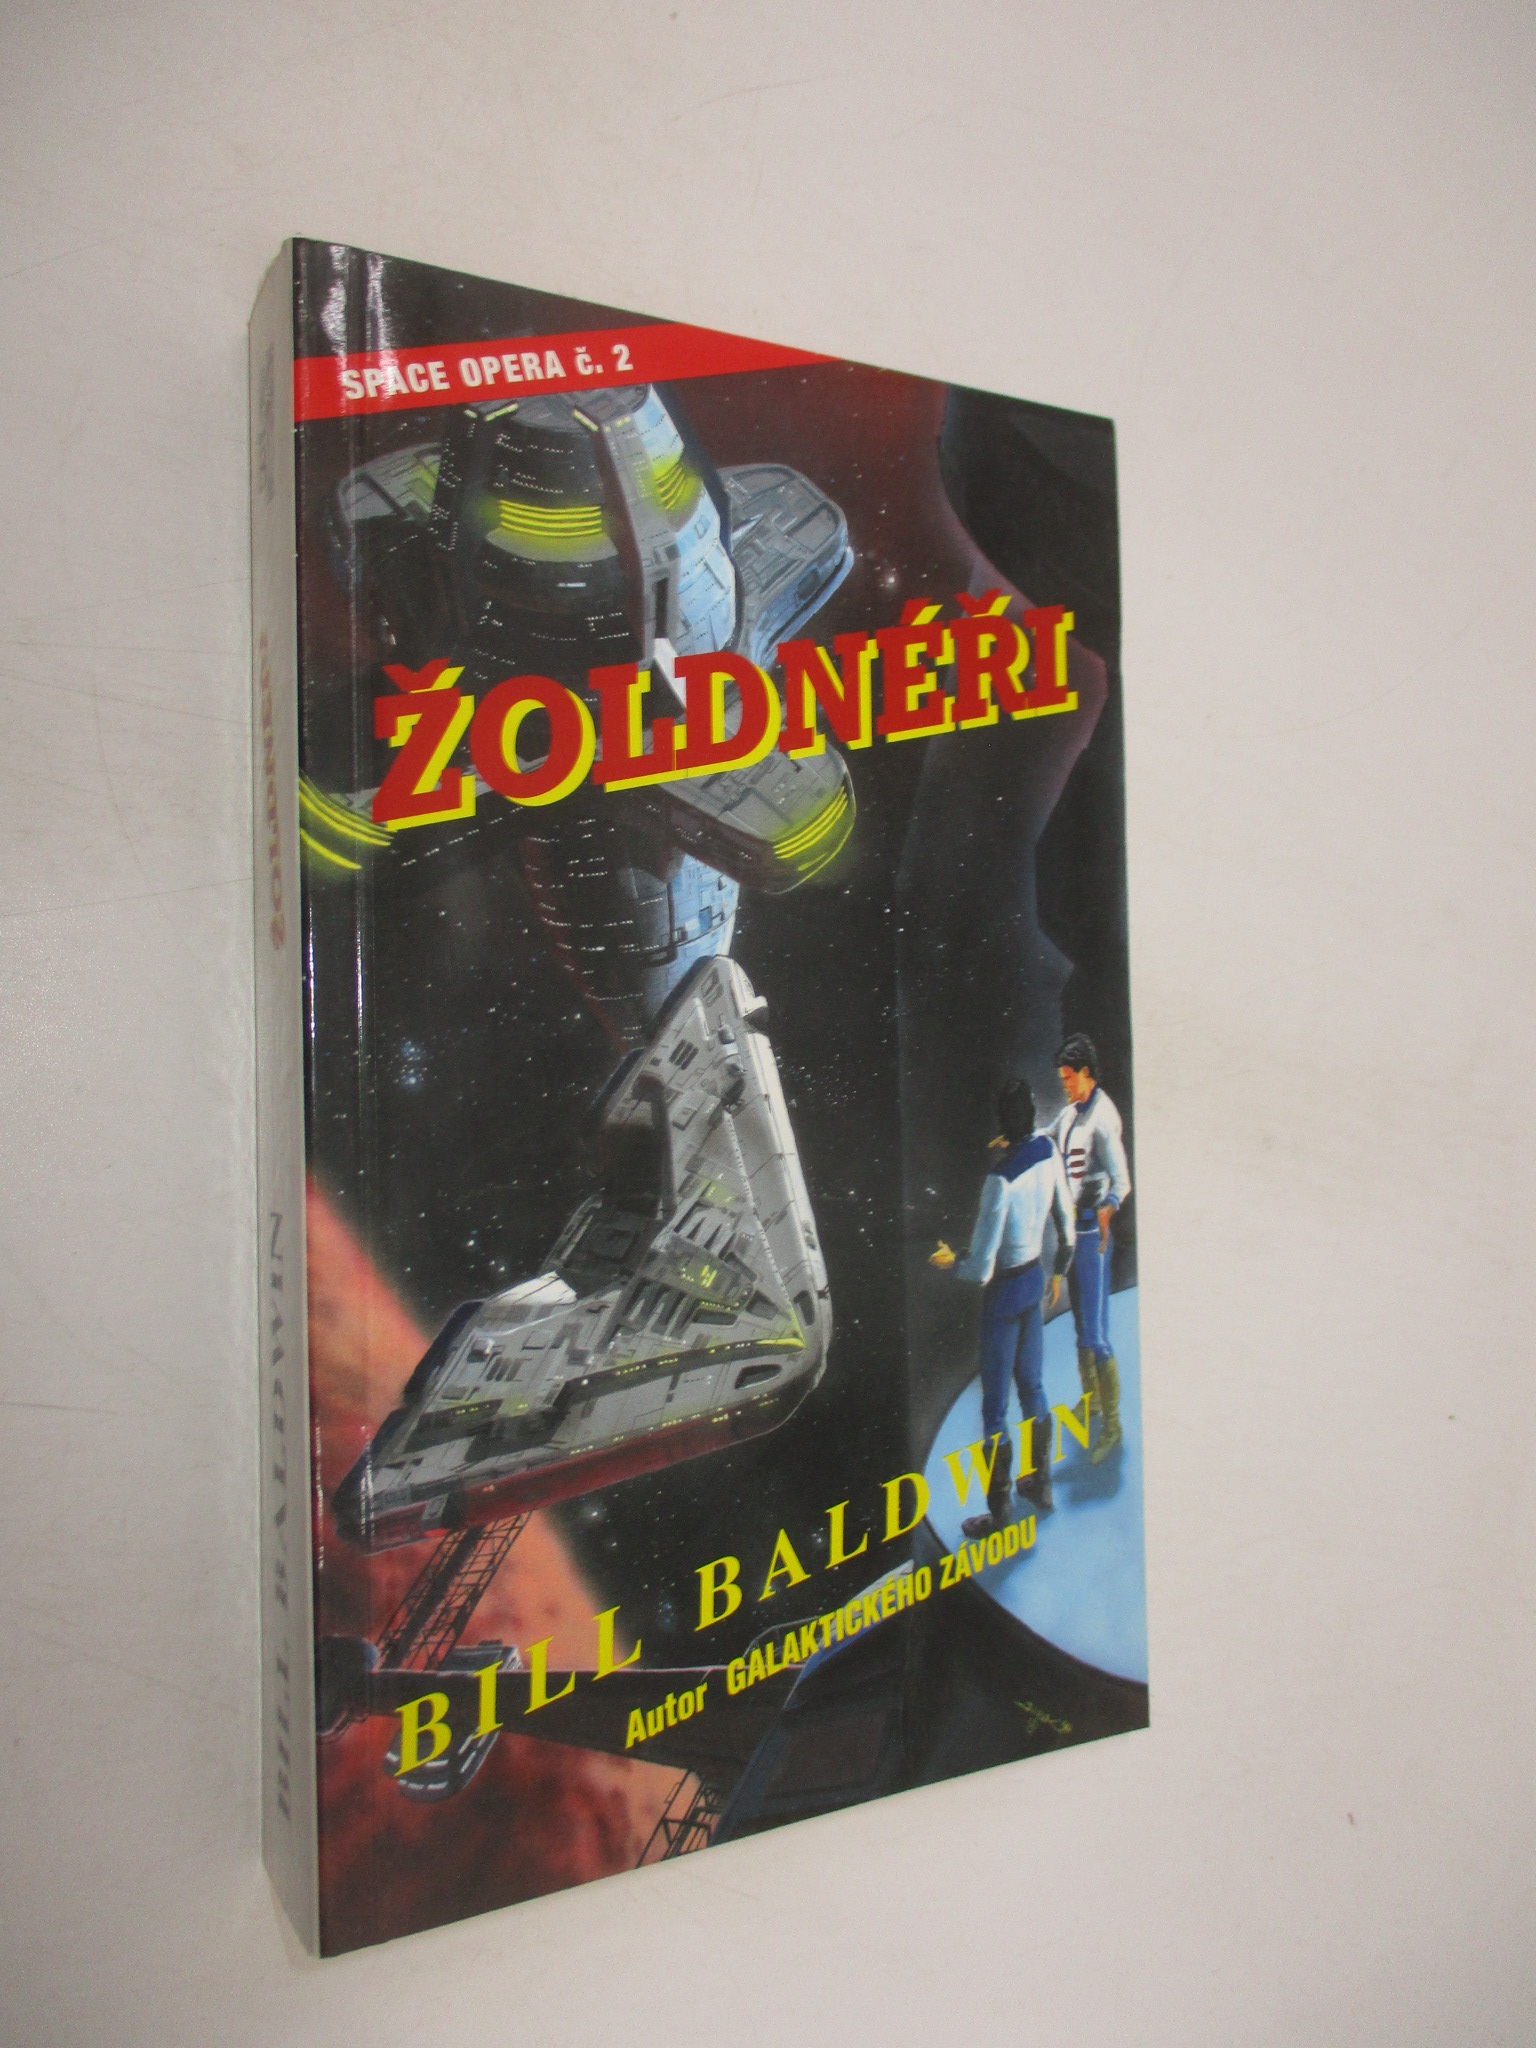 SPACE OPERA č. 2
ŽOLDNÉŘI
BILL BALDWIN
Autor GALAKTICKÉHO ZÁVODU
ŽOLDNÉŘI
BILL BALDWIN